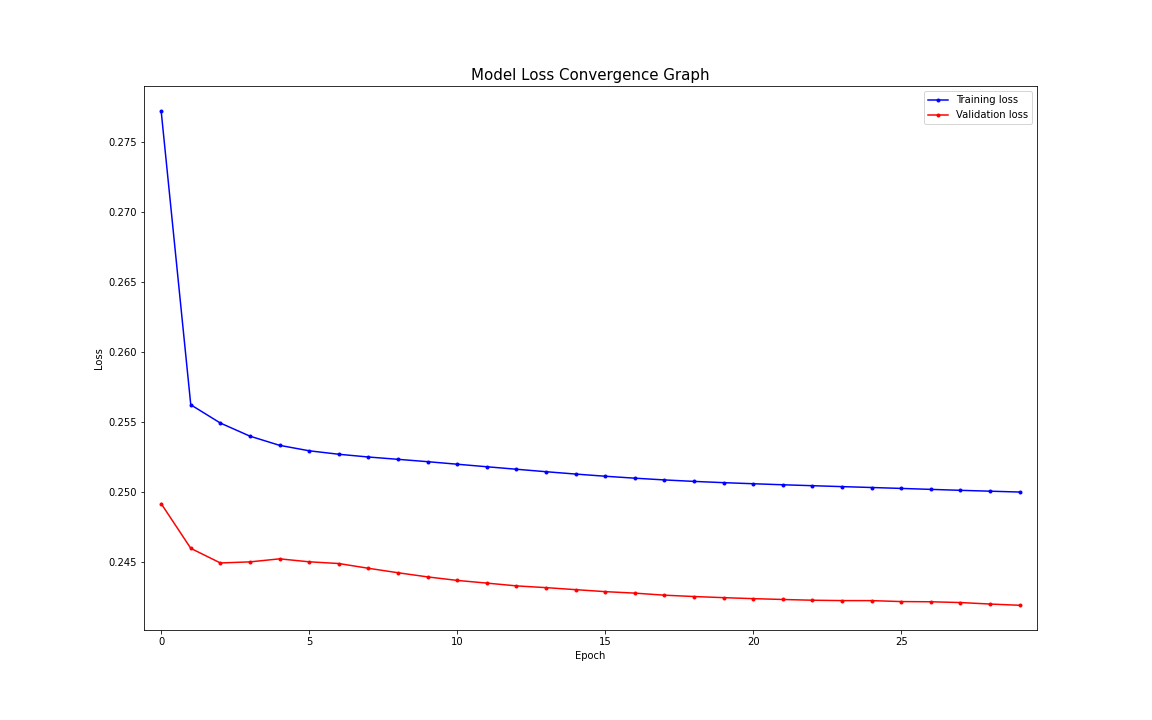 Model Loss Convergence Graph
Training loss
Validation loss
0.275
0.270
0.265
0.260
0.255
0.250
0.245
Loss
0 5 10 15 20 25
Epoch